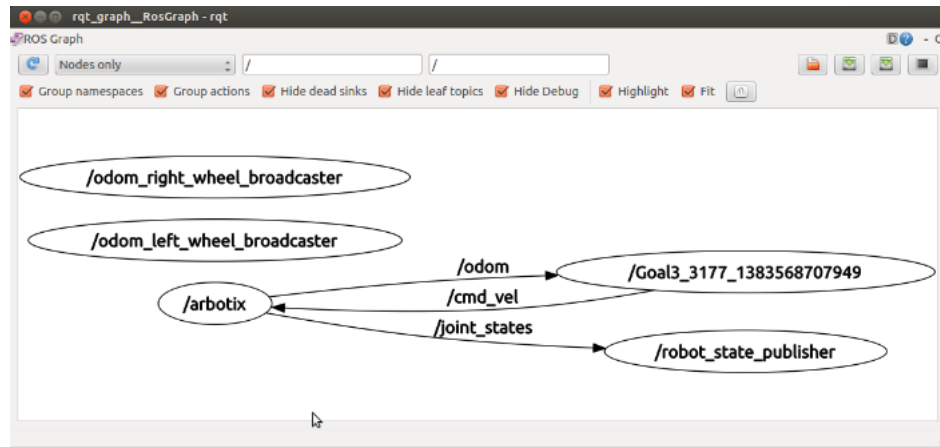 rqt_graph__RosGraph - rqt
ROS Graph
D - C
Nodes only / /
Group namespaces Group actions Hide dead sinks Hide leaf topics Hide Debug Highlight Fit
/odom_right_wheel_broadcaster
/odom_left_wheel_broadcaster
/odom
/Goal3_3177_1383568707949
/cmd_vel
/arbotix
/joint_states
/robot_state_publisher